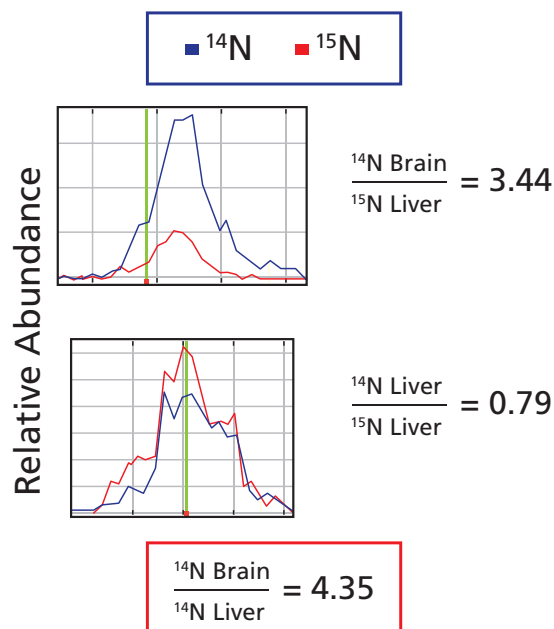 ¹⁴N ¹⁵N
Relative Abundance
¹⁴N Brain
¹⁵N Liver
= 3.44
¹⁴N Liver
¹⁵N Liver
= 0.79
¹⁴N Brain
¹⁴N Liver
= 4.35